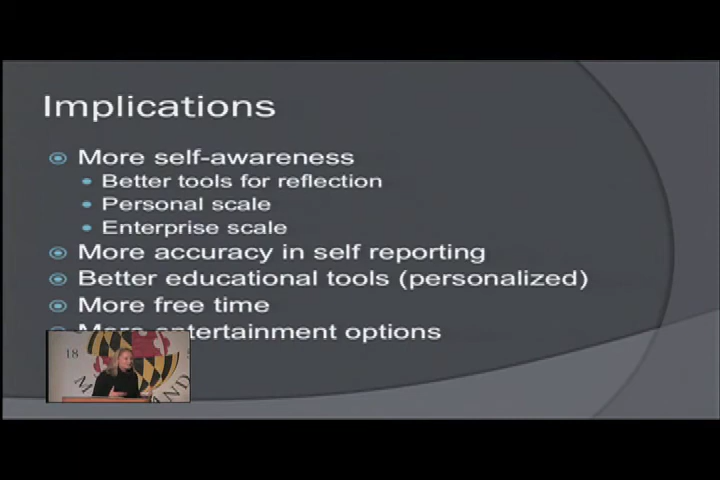 Implications
More self-awareness
Better tools for reflection
Personal scale
Enterprise scale
More accuracy in self reporting
Better educational tools (personalized)
More free time
More entertainment options
18